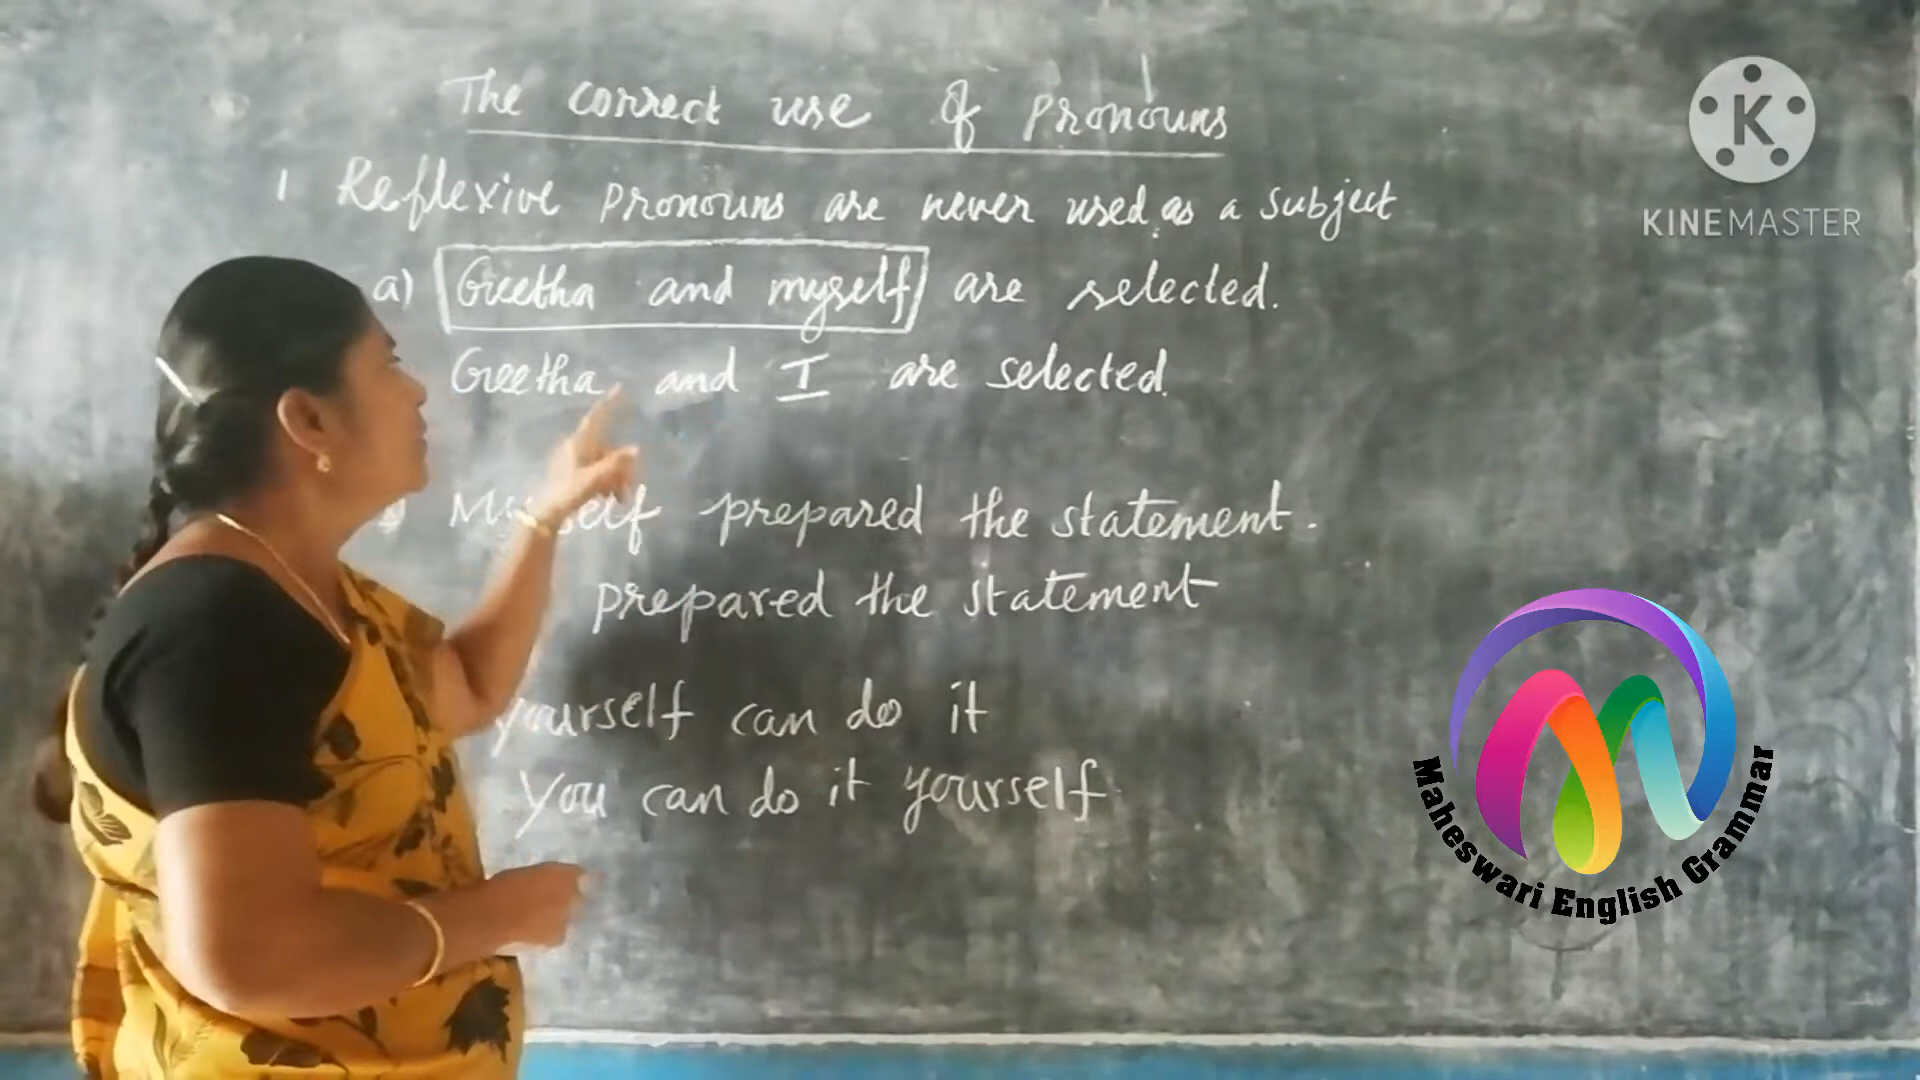 The correct use of Pronouns
1 Reflexive pronouns are never used as a subject
a) Geetha and myself are selected.
Geetha and I are selected.
Myself prepared the statement.
prepared the statement
yourself can do it
You can do it yourself
K
KINEMASTER
Maheswari English Grammar